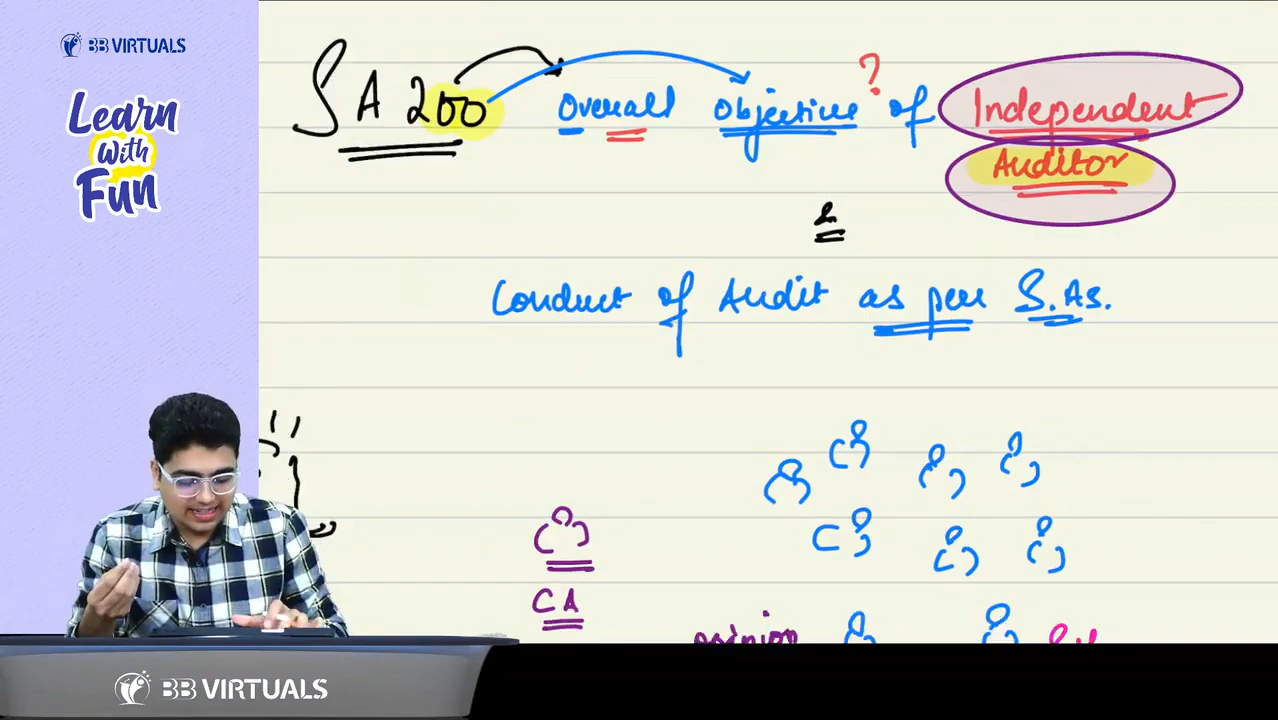 BB VIRTUALS
Learn
With
Fun
SA 200
Overall Objective of Independent
?
Auditor
&
Conduct of Audit as per S.As.
CA
opinion
BB VIRTUALS